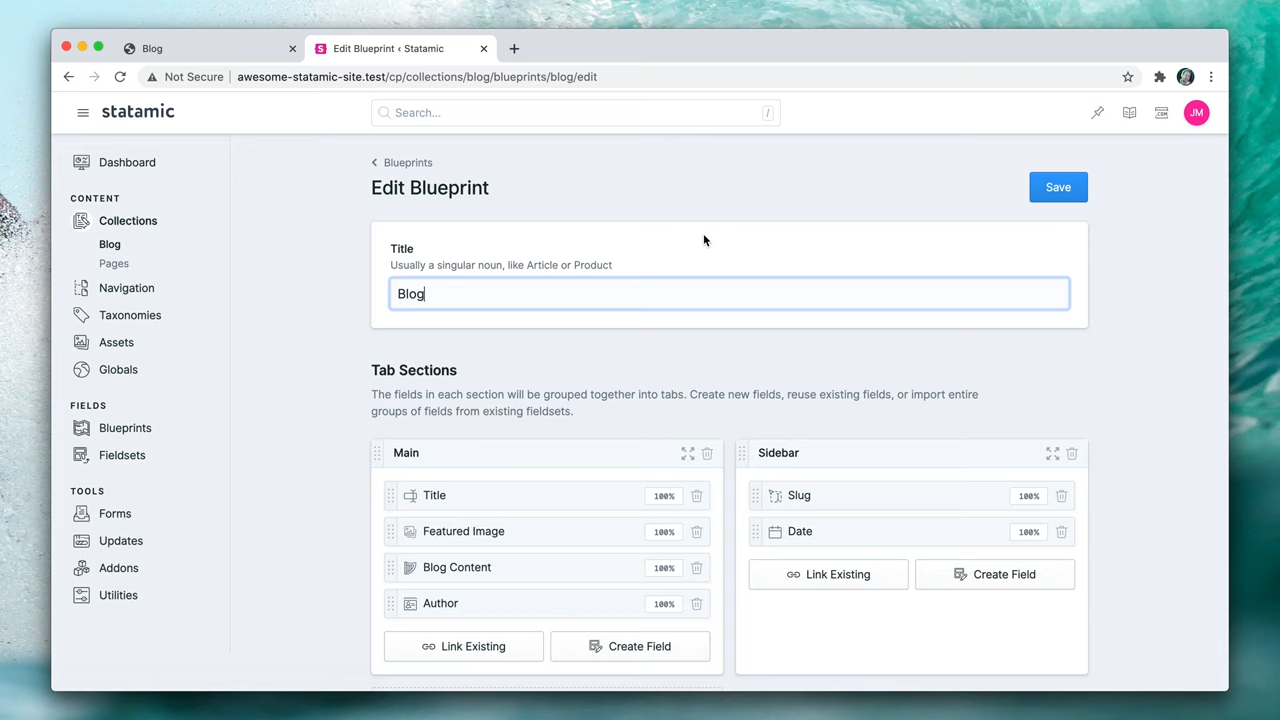 Blog
Edit Blueprint ‹ Statamic
Not Secure
awesome-statamic-site.test/cp/collections/blog/blueprints/blog/edit
statamic
Search...
/
.COM
JM
Dashboard
CONTENT
Collections
Blog
Pages
Navigation
Taxonomies
Assets
Globals
FIELDS
Blueprints
Fieldsets
TOOLS
Forms
Updates
Addons
Utilities
Blueprints
Edit Blueprint
Save
Title
Usually a singular noun, like Article or Product
Blog
Tab Sections
The fields in each section will be grouped together into tabs. Create new fields, reuse existing fields, or import entire
groups of fields from existing fieldsets.
Main
Title 100%
Featured Image 100%
Blog Content 100%
Author 100%
Link Existing
Create Field
Sidebar
Slug 100%
Date 100%
Link Existing
Create Field